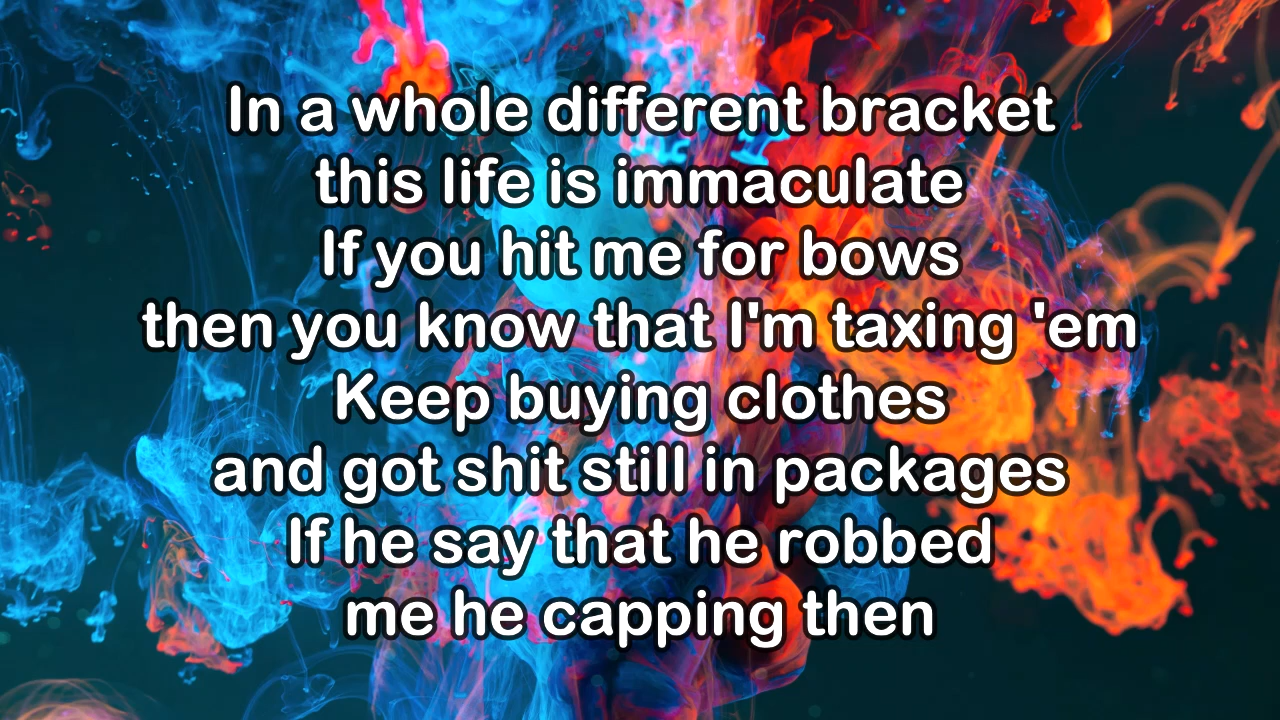 In a whole different bracket
this life is immaculate
If you hit me for bows
then you know that I'm taxing 'em
Keep buying clothes
and got shit still in packages
If he say that he robbed
me he capping then